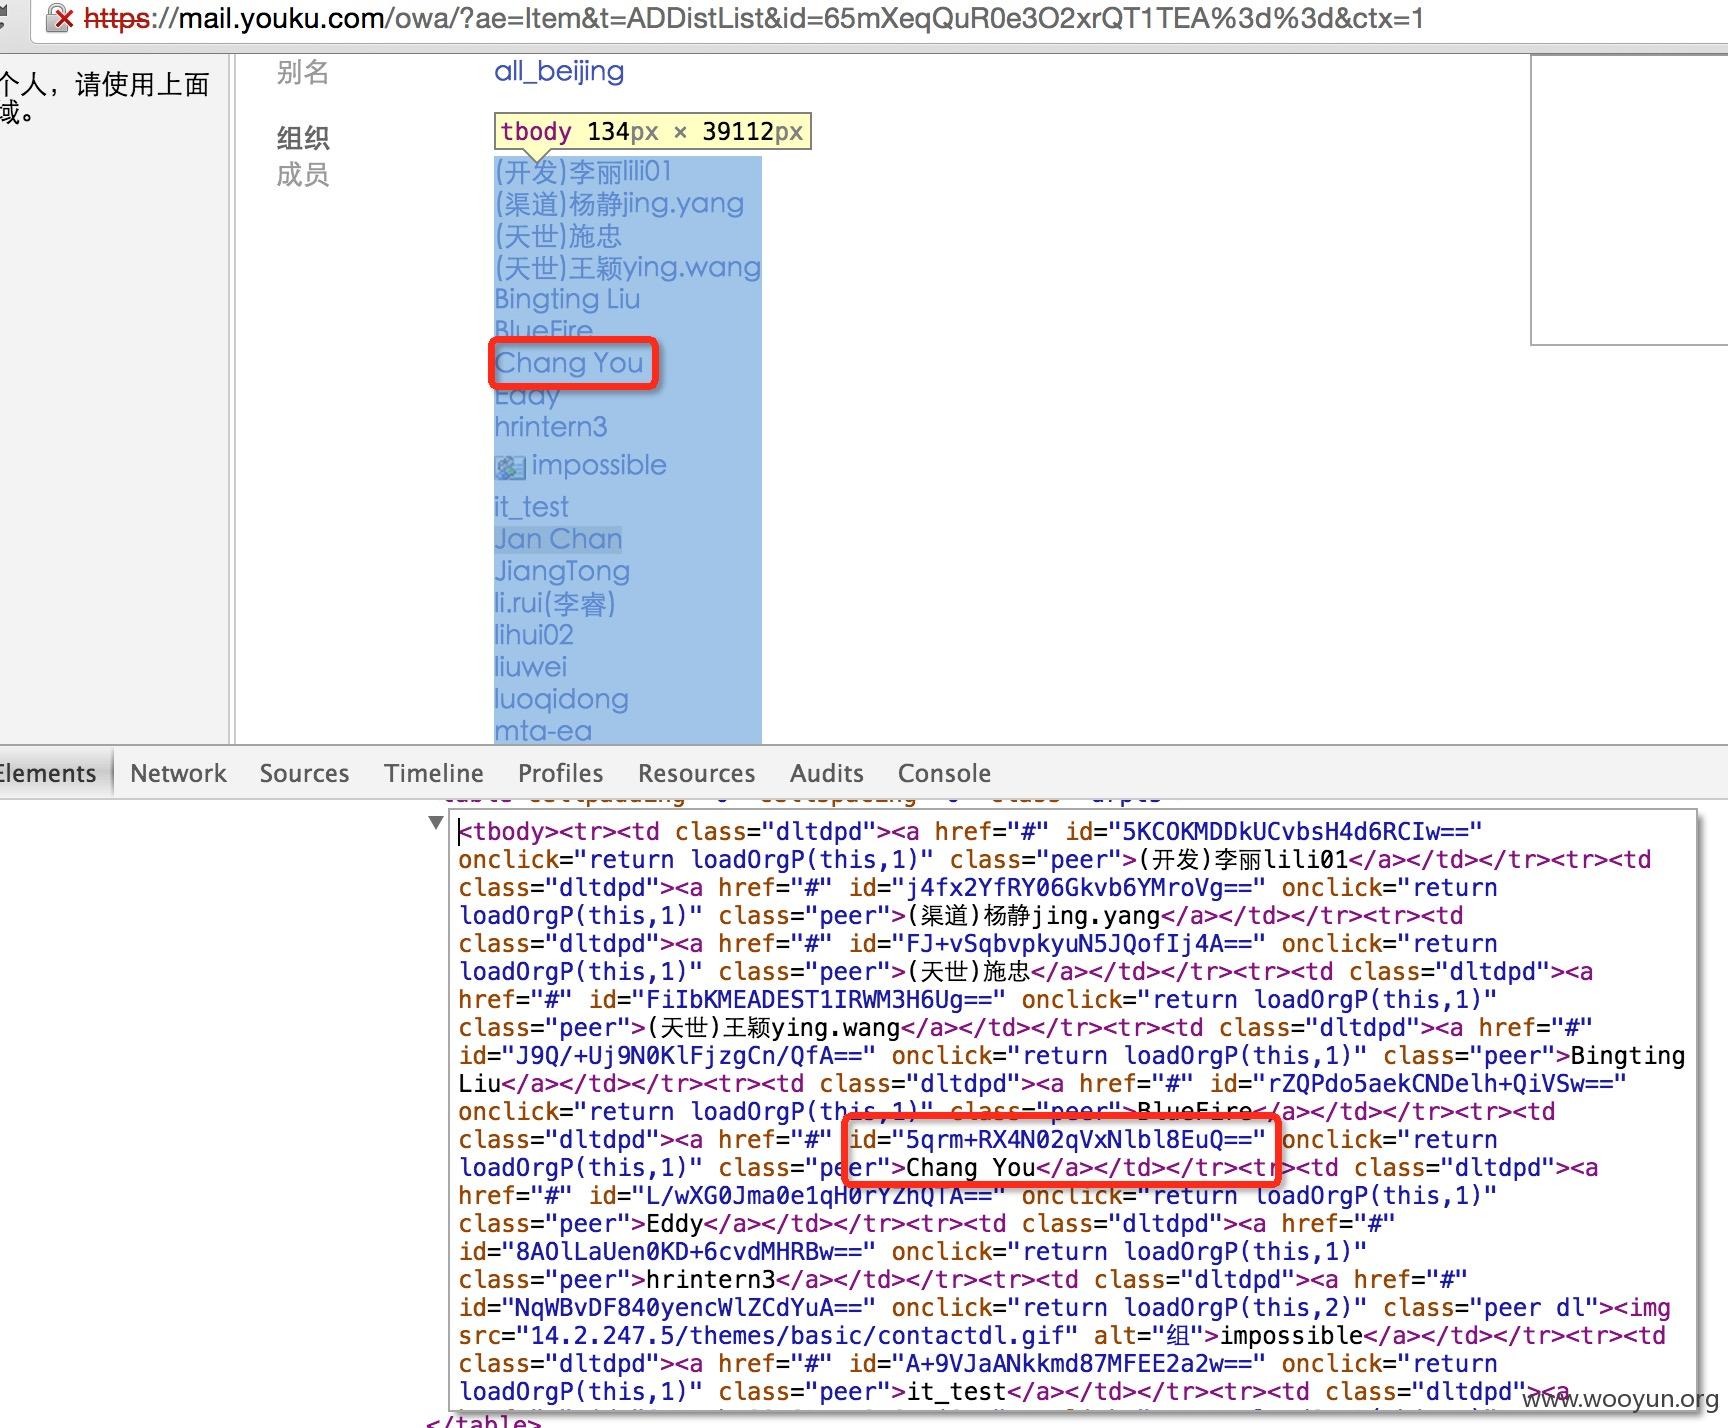 https://mail.youku.com/owa/?ae=Item&t=ADDistList&id=65mXeqQuR0e3O2xrQT1TEA%3d%3d&ctx=1
个人，请使用上面
域。
别名 all_beijing
组织
tbody 134px × 39112px
成员
(开发)李丽lili01
(渠道)杨静jing.yang
(天世)施忠
(天世)王颖ying.wang
Bingting Liu
BlueFire
Chang You
Eddy
hrintern3
impossible
it_test
Jan Chan
JiangTong
li.rui(李睿)
lihui02
liuwei
luoqidong
mta-ea
Elements Network Sources Timeline Profiles Resources Audits Console
<tbody><tr><td class="dltdpd"><a href="#" id="5KCOKMDDkUCvbsH4d6RCIw=="
onclick="return loadOrgP(this,1)" class="peer">(开发)李丽lili01</a></td></tr><tr><td
class="dltdpd"><a href="#" id="j4fx2YfRY06Gkvb6YMroVg==" onclick="return
loadOrgP(this,1)" class="peer">(渠道)杨静jing.yang</a></td></tr><tr><td
class="dltdpd"><a href="#" id="FJ+vSqbvpkyuN5JQofIj4A==" onclick="return
loadOrgP(this,1)" class="peer">(天世)施忠</a></td></tr><tr><td class="dltdpd"><a
href="#" id="FiIbKMEADEST1IRWM3H6Ug==" onclick="return loadOrgP(this,1)"
class="peer">(天世)王颖ying.wang</a></td></tr><tr><td class="dltdpd"><a href="#"
id="J9Q/+Uj9N0KlFjzgCn/QfA==" onclick="return loadOrgP(this,1)" class="peer">Bingting
Liu</a></td></tr><tr><td class="dltdpd"><a href="#" id="rZQPdo5aekCNDelh+QiVSw=="
onclick="return loadOrgP(this,1)" class="peer">BlueFire</a></td></tr><tr><td
class="dltdpd"><a href="#" id="5qrm+RX4N02qVxNlbl8EuQ==" onclick="return
loadOrgP(this,1)" class="peer">Chang You</a></td></tr><tr><td class="dltdpd"><a
href="#" id="L/wXG0Jma0e1qH0rYZhQTA==" onclick="return loadOrgP(this,1)"
class="peer">Eddy</a></td></tr><tr><td class="dltdpd"><a href="#"
id="8AOlLaUen0KD+6cvdMHRBw==" onclick="return loadOrgP(this,1)"
class="peer">hrintern3</a></td></tr><tr><td class="dltdpd"><a href="#"
id="NqWBvDF840yencWlZCdYuA==" onclick="return loadOrgP(this,2)" class="peer dl"><img
src="14.2.247.5/themes/basic/contactdl.gif" alt="组">impossible</a></td></tr><tr><td
class="dltdpd"><a href="#" id="A+9VJaANkkmd87MFEE2a2w==" onclick="return
loadOrgP(this,1)" class="peer">it_test</a></td></tr><tr><td class="dltdpd"><a
</table>
www.wooyun.org